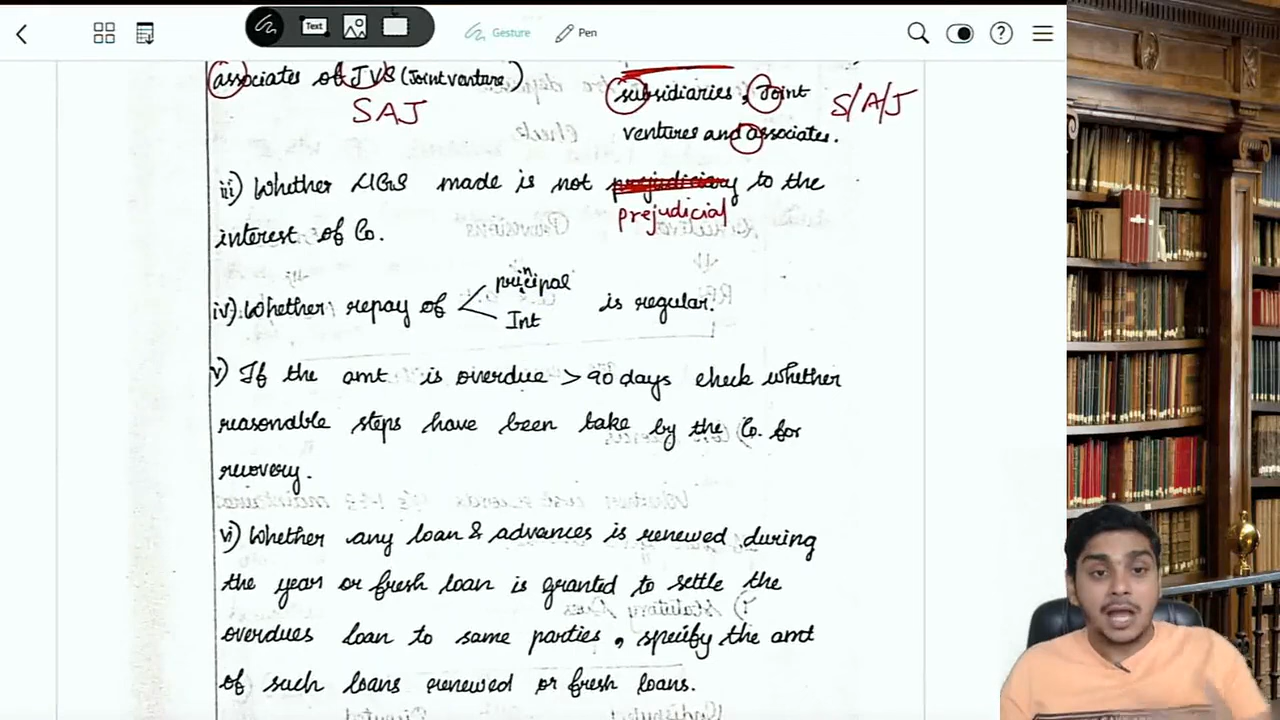 Text
Gesture
Pen
associates of JVS (Joint venture)
SAJ
subsidiaries, Joint
ventures and associates.
S/A/J
iii) Whether LIGS made is not prejudiciary to the
prejudicial
interest of Co.
iv) Whether repay of principal
Int
is regular.
v) If the amt is overdue > 90 days check whether
reasonable steps have been take by the Co. for
recovery.
vi) Whether any loan & advances is renewed during
the year or fresh loan is granted to settle the
overdues loan to same parties, specify the amt
of such loans renewed or fresh loans.